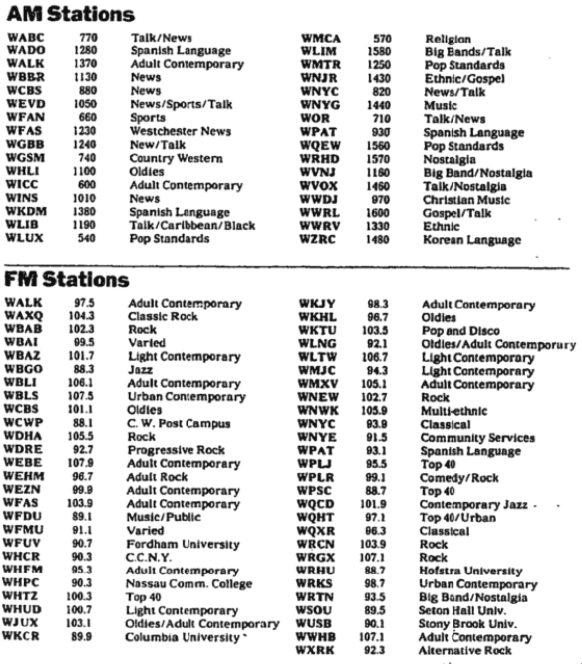 AM Stations
WABC 770 Talk/News
WADO 1280 Spanish Language
WALK 1370 Adult Contemporary
WBBR 1130 News
WCBS 880 News
WEVD 1050 News/Sports/Talk
WFAN 660 Sports
WFAS 1230 Westchester News
WGBB 1240 New/Talk
WGSM 740 Country Western
WHLI 1100 Oldies
WICC 600 Adult Contemporary
WINS 1010 News
WKDM 1380 Spanish Language
WLIB 1190 Talk/Caribbean/Black
WLUX 540 Pop Standards
WMCA 570 Religion
WLIM 1580 Big Bands/Talk
WMTR 1250 Pop Standards
WNJR 1430 Ethnic/Gospel
WNYC 820 News/Talk
WNYG 1440 Music
WOR 710 Talk/News
WPAT 930 Spanish Language
WQEW 1560 Pop Standards
WRHD 1570 Nostalgia
WVNJ 1160 Big Band/Nostalgia
WVOX 1460 Talk/Nostalgia
WWDJ 970 Christian Music
WWRL 1600 Gospel/Talk
WWRV 1330 Ethnic
WZRC 1480 Korean Language
FM Stations
WALK 97.5 Adult Contemporary
WAXQ 104.3 Classic Rock
WBAB 102.3 Rock
WBAI 99.5 Varied
WBAZ 101.7 Light Contemporary
WBGO 88.3 Jazz
WBLI 106.1 Adult Contemporary
WBLS 107.5 Urban Contemporary
WCBS 101.1 Oldies
WCWP 88.1 C. W. Post Campus
WDHA 105.5 Rock
WDRE 92.7 Progressive Rock
WEBE 107.9 Adult Contemporary
WEHM 96.7 Adult Rock
WEZN 99.9 Adult Contemporary
WFAS 103.9 Adult Contemporary
WFDU 89.1 Music/Public
WFMU 91.1 Varied
WFUV 90.7 Fordham University
WHCR 90.3 C.C.N.Y.
WHFM 95.3 Adult Contemporary
WHPC 90.3 Nassau Comm. College
WHTZ 100.3 Top 40
WHUD 100.7 Light Contemporary
WJUX 103.1 Oldies/Adult Contemporary
WKCR 89.9 Columbia University
WKJY 98.3 Adult Contemporary
WKHL 96.7 Oldies
WKTU 103.5 Pop and Disco
WLNG 92.1 Oldies/Adult Contemporary
WLTW 106.7 Light Contemporary
WMJC 94.3 Light Contemporary
WMXV 105.1 Adult Contemporary
WNEW 102.7 Rock
WNWK 105.9 Multi-ethnic
WNYC 93.9 Classical
WNYE 91.5 Community Services
WPAT 93.1 Spanish Language
WPLJ 95.5 Top 40
WPLR 99.1 Comedy/Rock
WPSC 88.7 Top 40
WQCD 101.9 Contemporary Jazz
WQHT 97.1 Top 40/Urban
WQXR 96.3 Classical
WRCN 103.9 Rock
WRGX 107.1 Rock
WRHU 88.7 Hofstra University
WRKS 98.7 Urban Contemporary
WRTN 93.5 Big Band/Nostalgia
WSOU 89.5 Seton Hall Univ.
WUSB 90.1 Stony Brook Univ.
WWHB 107.1 Adult Contemporary
WXRK 92.3 Alternative Rock